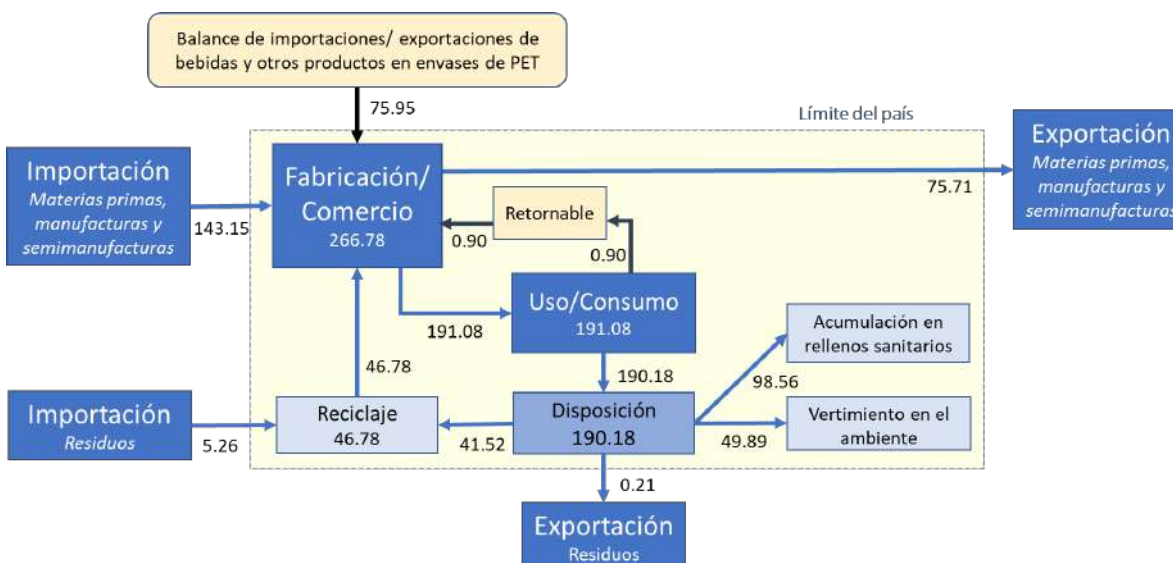 Balance de importaciones/ exportaciones de
bebidas y otros productos en envases de PET
75.95
Límite del país
Importación
Materias primas,
manufacturas y
semimanufacturas
143.15
Fabricación/
Comercio
266.78
Retornable
0.90
0.90
75.71
Exportación
Materias primas,
manufacturas y
semimanufacturas
191.08
Uso/Consumo
191.08
Acumulación en
rellenos sanitarios
46.78
190.18
98.56
Importación
Residuos
5.26
Reciclaje
46.78
41.52
Disposición
190.18
49.89
Vertimiento en el
ambiente
0.21
Exportación
Residuos